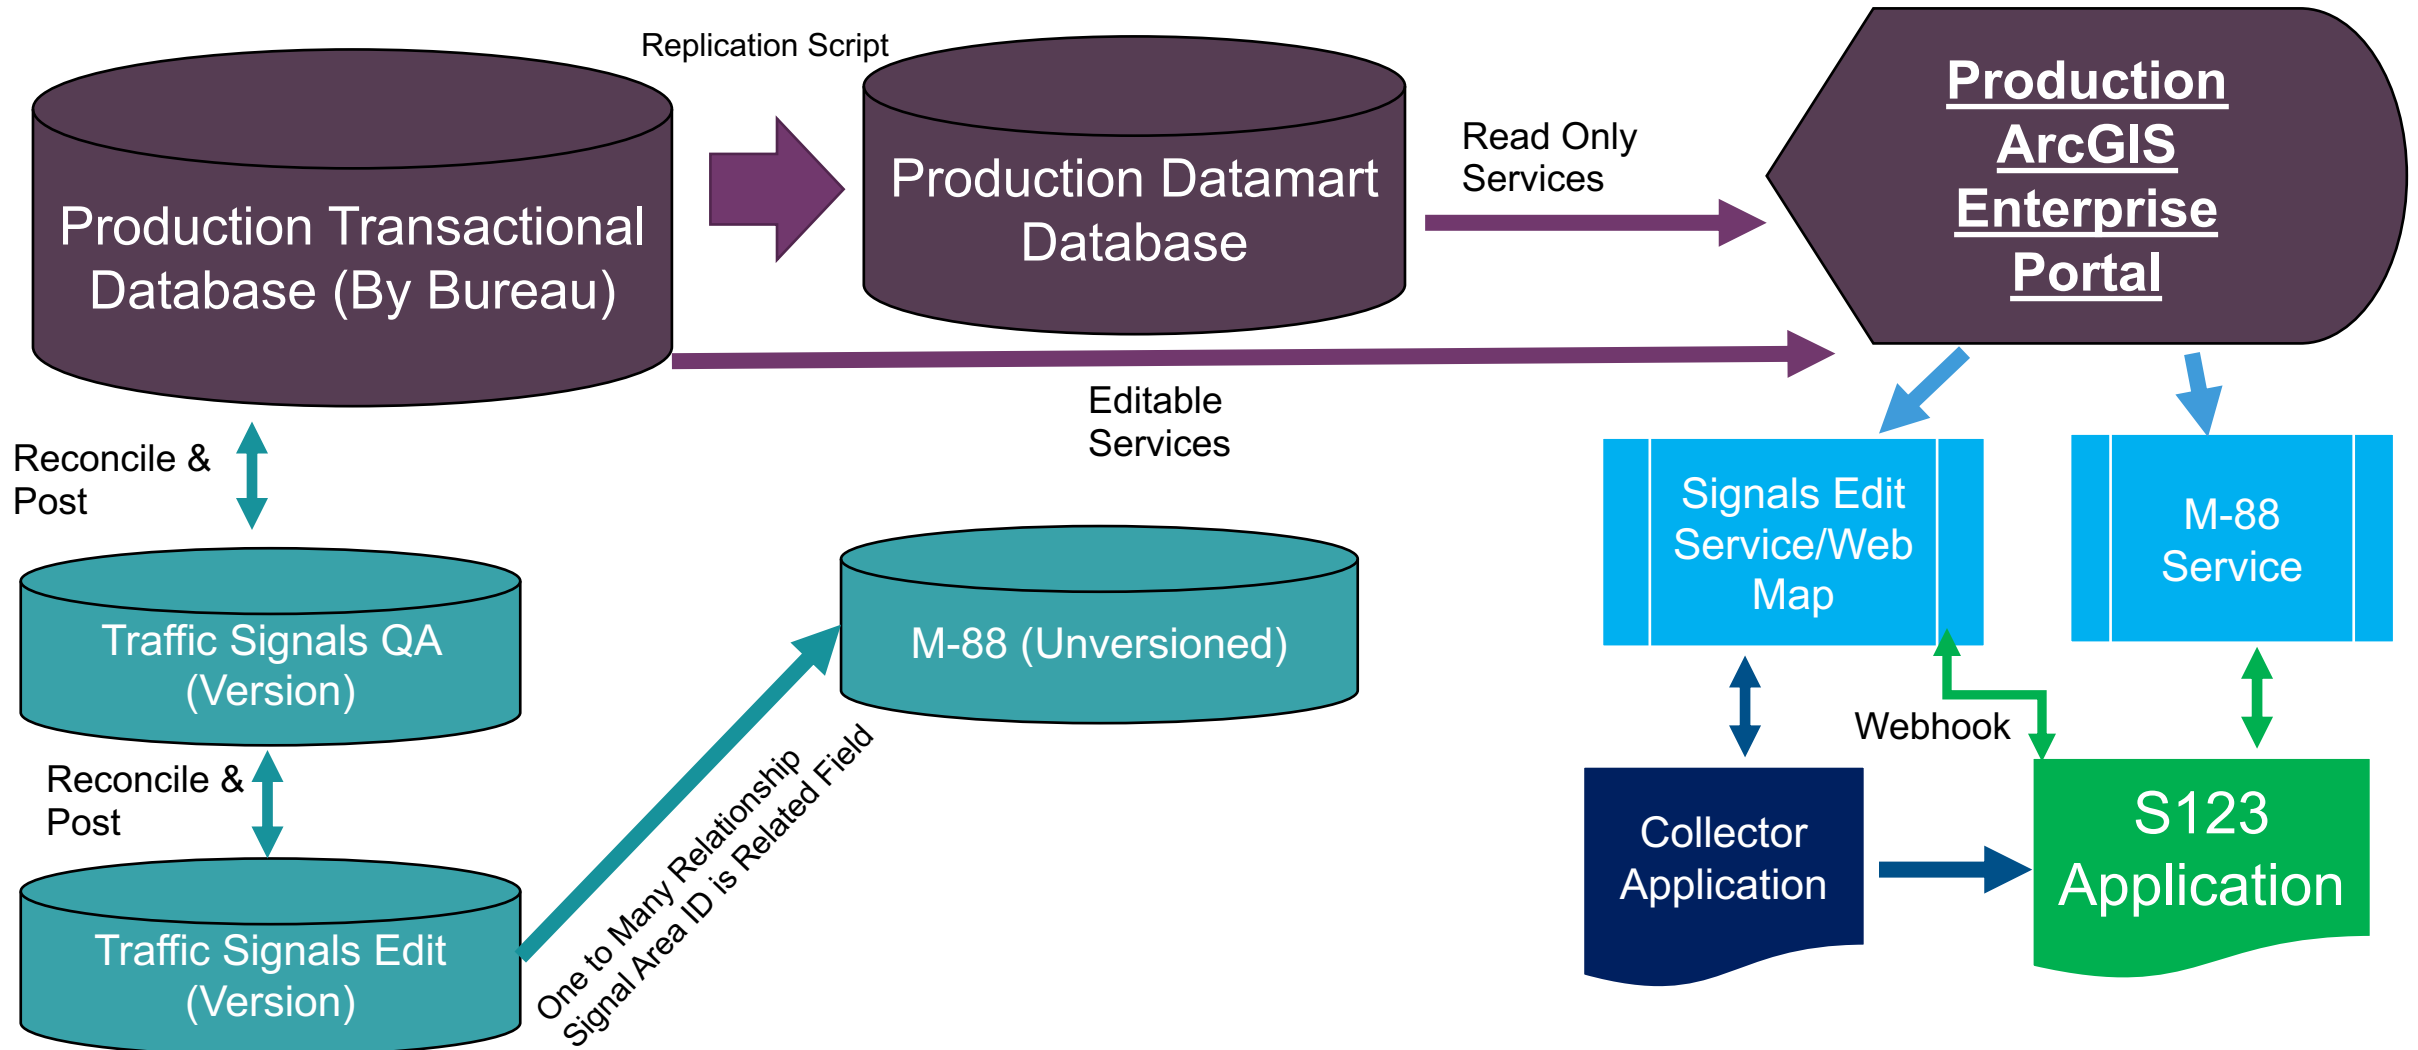 Replication Script
Production Transactional
Database (By Bureau)
Production Datamart
Database
Read Only
Services
Production
ArcGIS
Enterprise
Portal
Editable
Services
Reconcile &
Post
Traffic Signals QA
(Version)
Reconcile &
Post
Traffic Signals Edit
(Version)
M-88 (Unversioned)
One to Many Relationship
Signal Area ID is Related Field
Signals Edit
Service/Web
Map
M-88
Service
Webhook
Collector
Application
S123
Application